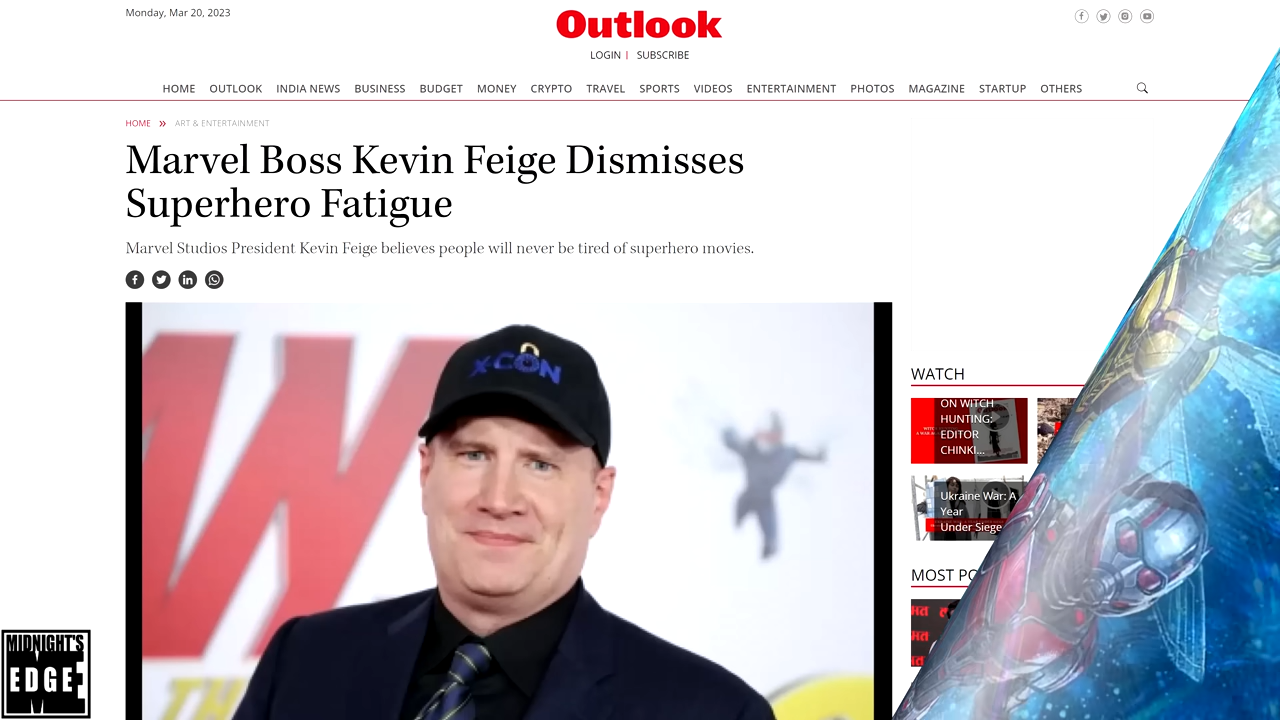 Monday, Mar 20, 2023
Outlook
LOGIN | SUBSCRIBE
HOME OUTLOOK INDIA NEWS BUSINESS BUDGET MONEY CRYPTO TRAVEL SPORTS VIDEOS ENTERTAINMENT PHOTOS MAGAZINE STARTUP OTHERS
HOME » ART & ENTERTAINMENT
Marvel Boss Kevin Feige Dismisses
Superhero Fatigue
Marvel Studios President Kevin Feige believes people will never be tired of superhero movies.
X-CON
WATCH
ON WITCH
HUNTING:
EDITOR
CHINKI...
Ukraine War: A
Year
Under Siege
MOST PO
MIDNIGHT'S
EDGE